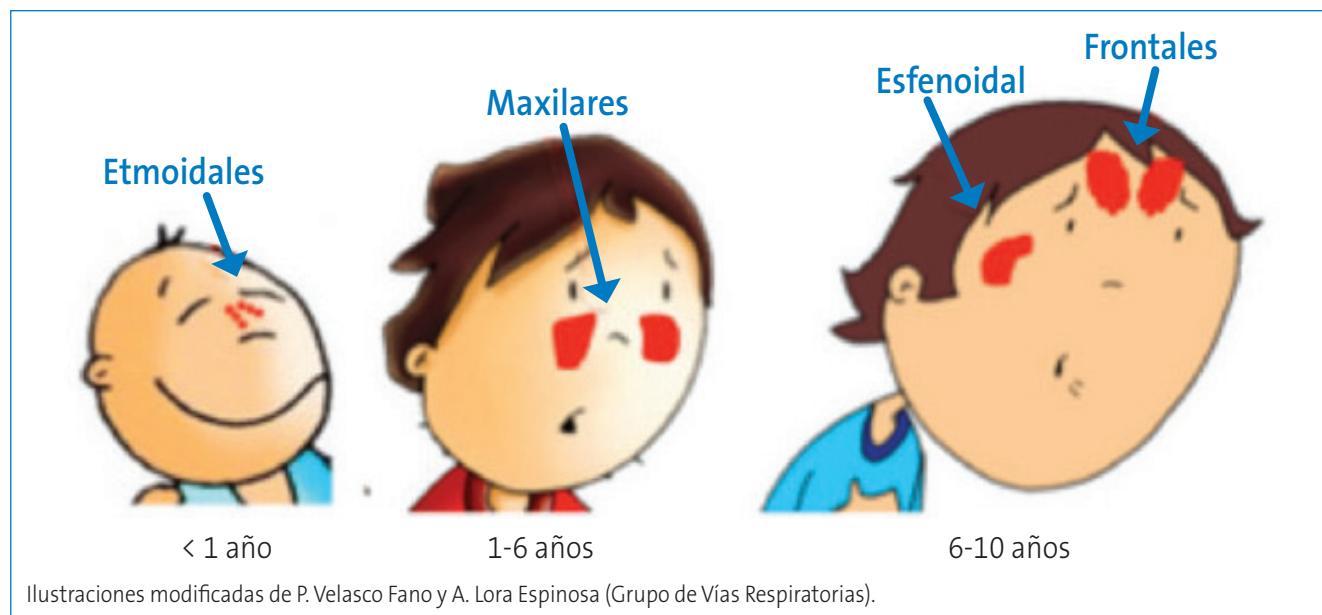 Etmoidales
Maxilares
Esfenoidal
Frontales
< 1 año
1-6 años
6-10 años
Ilustraciones modificadas de P. Velasco Fano y A. Lora Espinosa (Grupo de Vías Respiratorias).